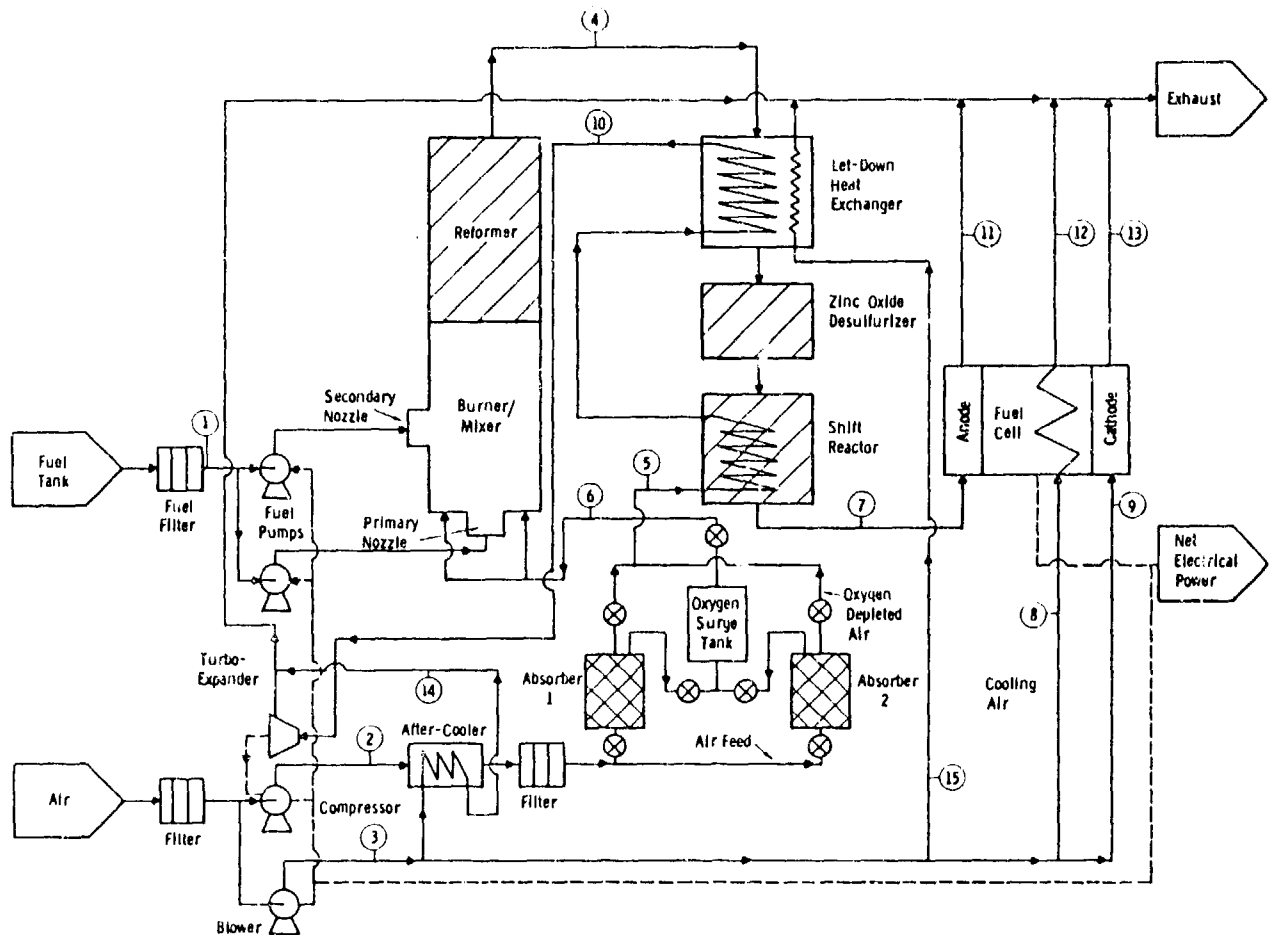 4
Exhaust
10
Let-Down
Heat
Exchanger
Reformer
11
12
13
Zinc Oxide
Desulfurizer
Secondary
Nozzle
Burner/
Mixer
Shift
Reactor
Anode
Fuel
Cell
Cathode
1
Fuel
Tank
Fuel
Filter
Fuel
Pumps
5
6
7
9
Primary
Nozzle
Net
Electrical
Power
Oxygen
Surge
Tank
Oxygen
Depleted
Air
8
Turbo-
Expander
14
Absorber
1
Absorber
2
Cooling
Air
2
After-Cooler
Air Feed
15
Air
Filter
Compressor
Filter
3
Blower